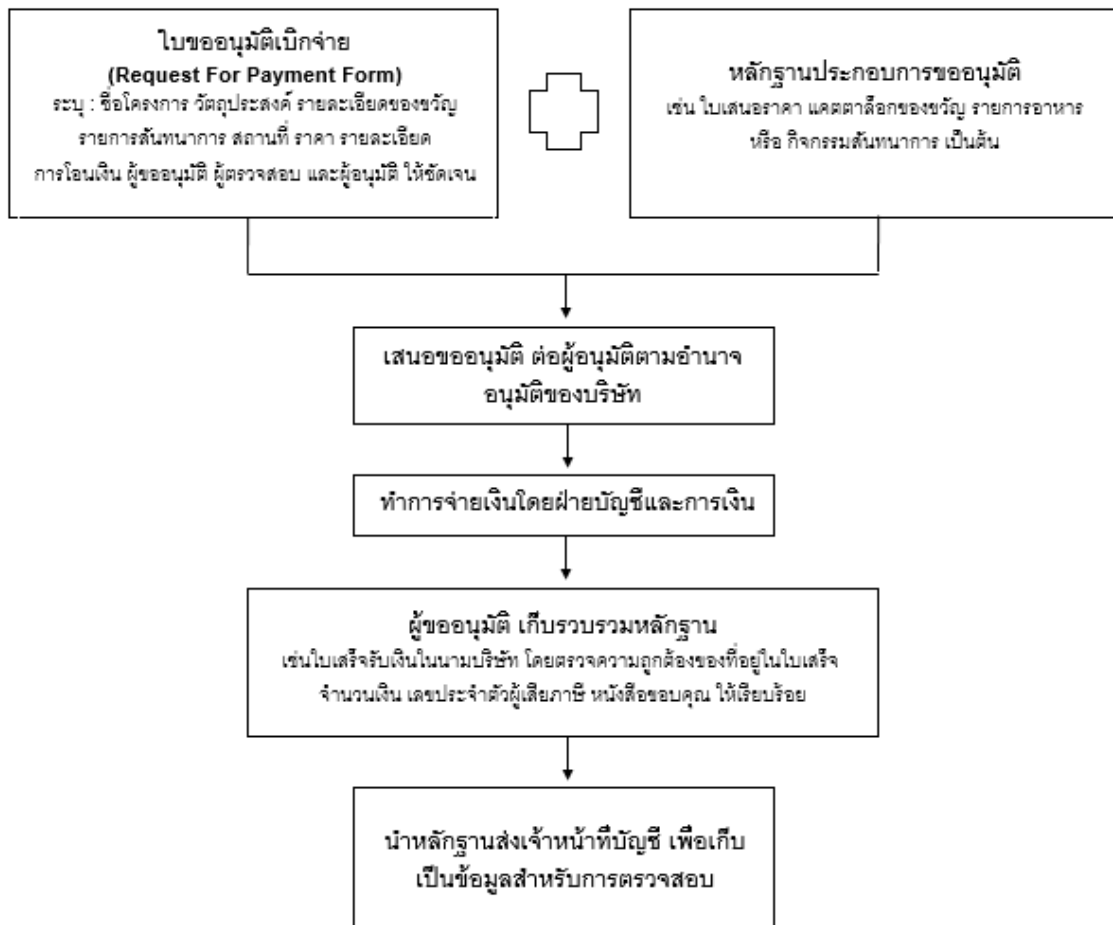 ใบขออนุมัติเบิกจ่าย
(Request For Payment Form)
ระบุ : ชื่อโครงการ วัตถุประสงค์ รายละเอียดของขวัญ
รายการสันทนาการ สถานที่ ราคา รายละเอียด
การโอนเงิน ผู้ขออนุมัติ ผู้ตรวจสอบ และผู้อนุมัติ ให้ชัดเจน
หลักฐานประกอบการขออนุมัติ
เช่น ใบเสนอราคา แคตตาล็อกของขวัญ รายการอาหาร
หรือ กิจกรรมสันทนาการ เป็นต้น
เสนอขออนุมัติ ต่อผู้อนุมัติตามอำนาจ
อนุมัติของบริษัท
ทำการจ่ายเงินโดยฝ่ายบัญชีและการเงิน
ผู้ขออนุมัติ เก็บรวบรวมหลักฐาน
เช่นใบเสร็จรับเงินในนามบริษัท โดยตรวจความถูกต้องของที่อยู่ในใบเสร็จ
จำนวนเงิน เลขประจำตัวผู้เสียภาษี หนังสือขอบคุณ ให้เรียบร้อย
นำหลักฐานส่งเจ้าหน้าที่บัญชี เพื่อเก็บ
เป็นข้อมูลสำหรับการตรวจสอบ